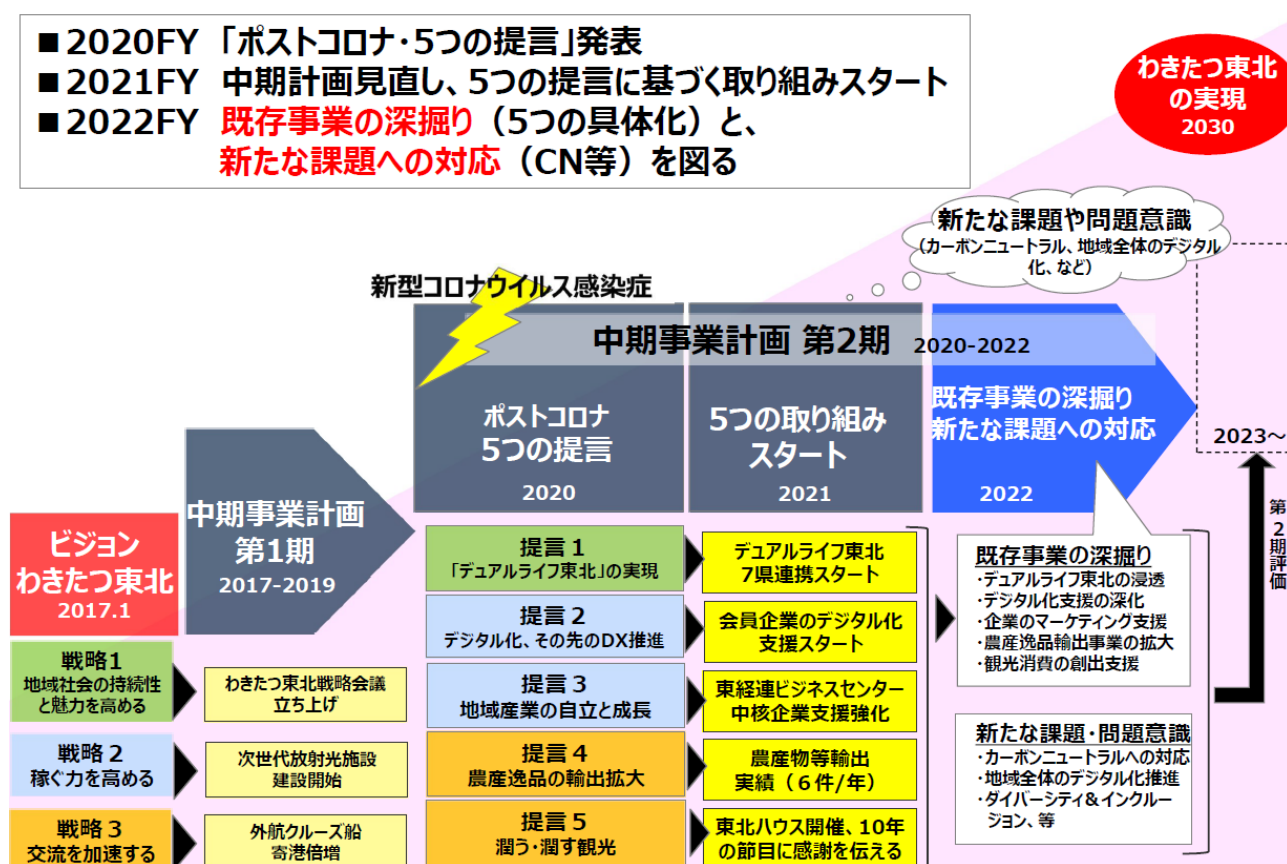 ■2020FY 「ポストコロナ・5つの提言」発表
■2021FY 中期計画見直し、5つの提言に基づく取り組みスタート
■2022FY 既存事業の深掘り（5つの具体化）と、
新たな課題への対応（CN等）を図る
わきたつ東北
の実現
2030
新たな課題や問題意識
（カーボンニュートラル、地域全体のデジタル
化、など）
新型コロナウイルス感染症
中期事業計画 第2期 2020-2022
ポストコロナ
5つの提言
2020
5つの取り組み
スタート
2021
既存事業の深掘り
新たな課題への対応
2022
2023～
第2期評価
ビジョン
わきたつ東北
2017.1
中期事業計画
第1期
2017-2019
戦略1
地域社会の持続性
と魅力を高める
わきたつ東北戦略会議
立ち上げ
戦略2
稼ぐ力を高める
次世代放射光施設
建設開始
戦略3
交流を加速する
外航クルーズ船
寄港倍増
提言1
「デュアルライフ東北」の実現
デュアルライフ東北
7県連携スタート
提言2
デジタル化、その先のDX推進
会員企業のデジタル化
支援スタート
提言3
地域産業の自立と成長
東経連ビジネスセンター
中核企業支援強化
提言4
農産逸品の輸出拡大
農産物等輸出
実績（６件/年）
提言5
潤う・潤す観光
東北ハウス開催、10年
の節目に感謝を伝える
既存事業の深掘り
・デュアルライフ東北の浸透
・デジタル化支援の深化
・企業のマーケティング支援
・農産逸品輸出事業の拡大
・観光消費の創出支援
新たな課題・問題意識
・カーボンニュートラルへの対応
・地域全体のデジタル化推進
・ダイバーシティ＆インクルー
ジョン、等